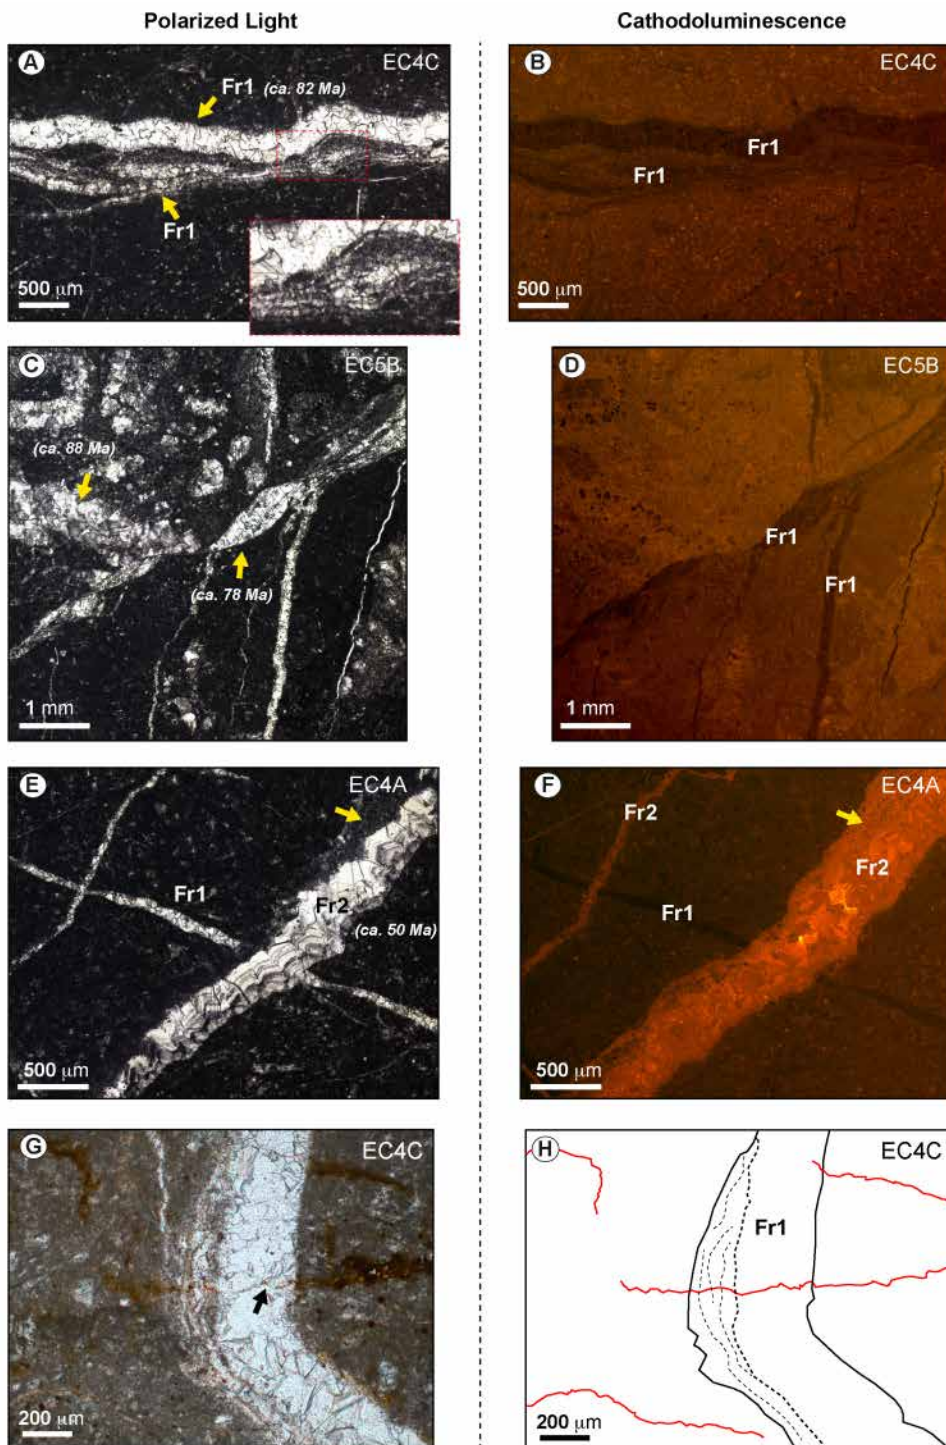 Polarized Light
Cathodoluminescence
A
EC4C
Fr1 (ca. 82 Ma)
Fr1
500 µm
B
EC4C
Fr1
Fr1
500 µm
C
EC5B
(ca. 88 Ma)
(ca. 78 Ma)
1 mm
D
EC5B
Fr1
Fr1
1 mm
E
EC4A
Fr1
Fr2
(ca. 50 Ma)
500 µm
F
EC4A
Fr2
Fr2
Fr1
500 µm
G
EC4C
200 µm
H
EC4C
Fr1
200 µm